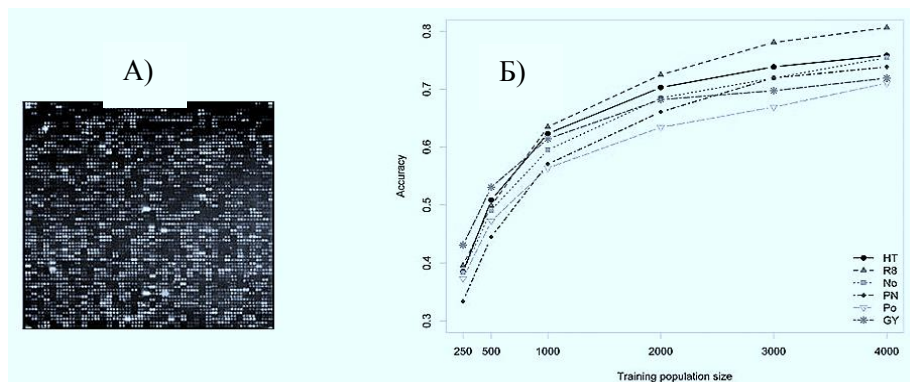 А)
Б)
0.8
0.7
0.6
0.5
0.4
0.3
Accuracy
250 500 1000 2000 3000 4000
Training population size
HT
R8
No
PN
Po
GY